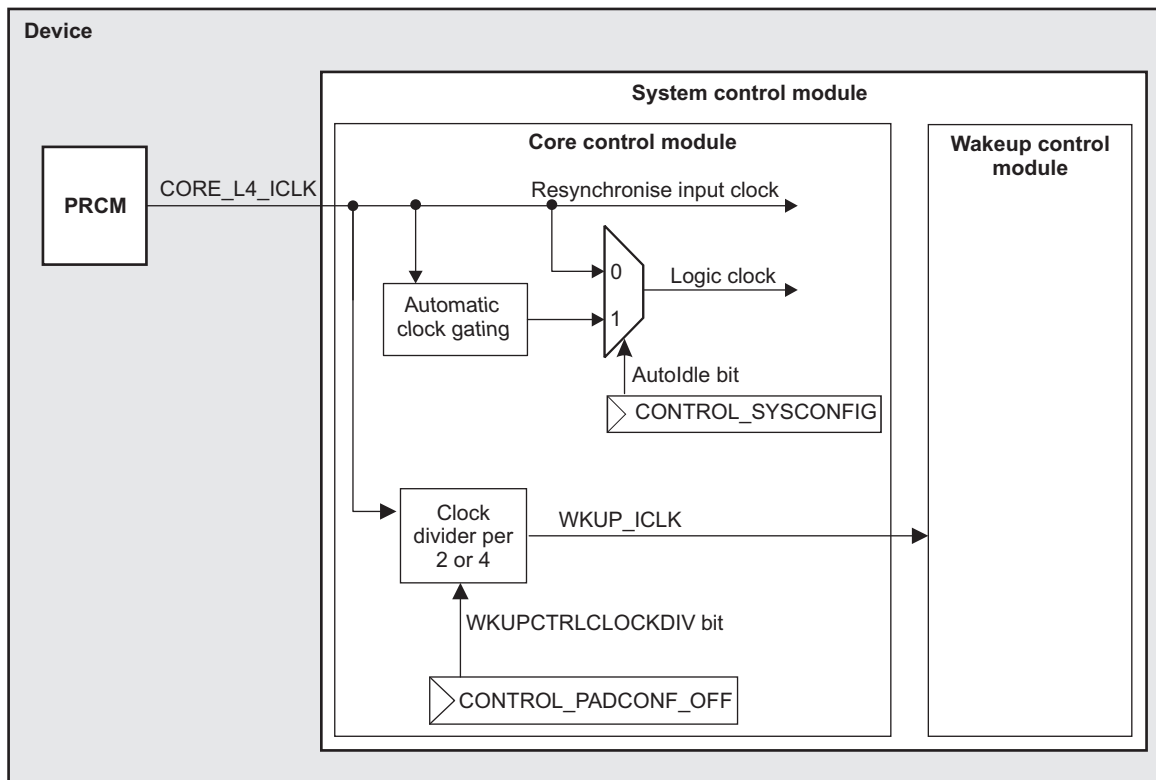 Device
System control module
Core control module
Wakeup control
module
PRCM
CORE_L4_ICLK
Resynchronise input clock
0
Logic clock
Automatic
clock gating
1
AutoIdle bit
CONTROL_SYSCONFIG
Clock
divider per
2 or 4
WKUP_ICLK
WKUPCTRLCLOCKDIV bit
CONTROL_PADCONF_OFF